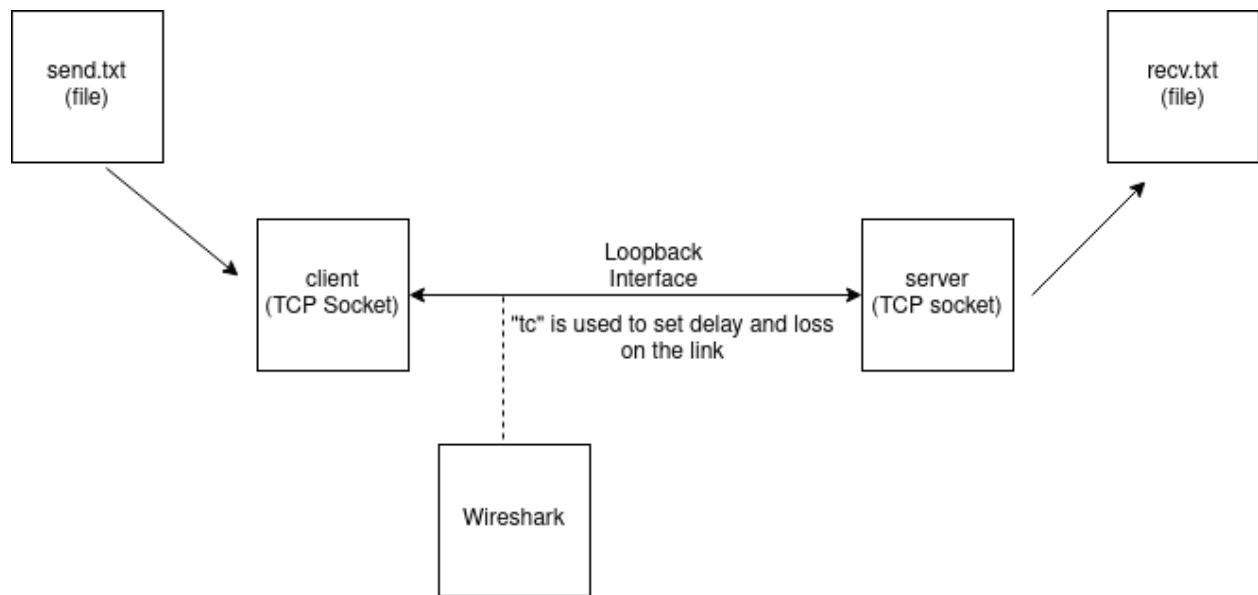 send.txt
(file)
recv.txt
(file)
client
(TCP Socket)
Loopback
Interface
"tc" is used to set delay and loss
on the link
server
(TCP socket)
Wireshark